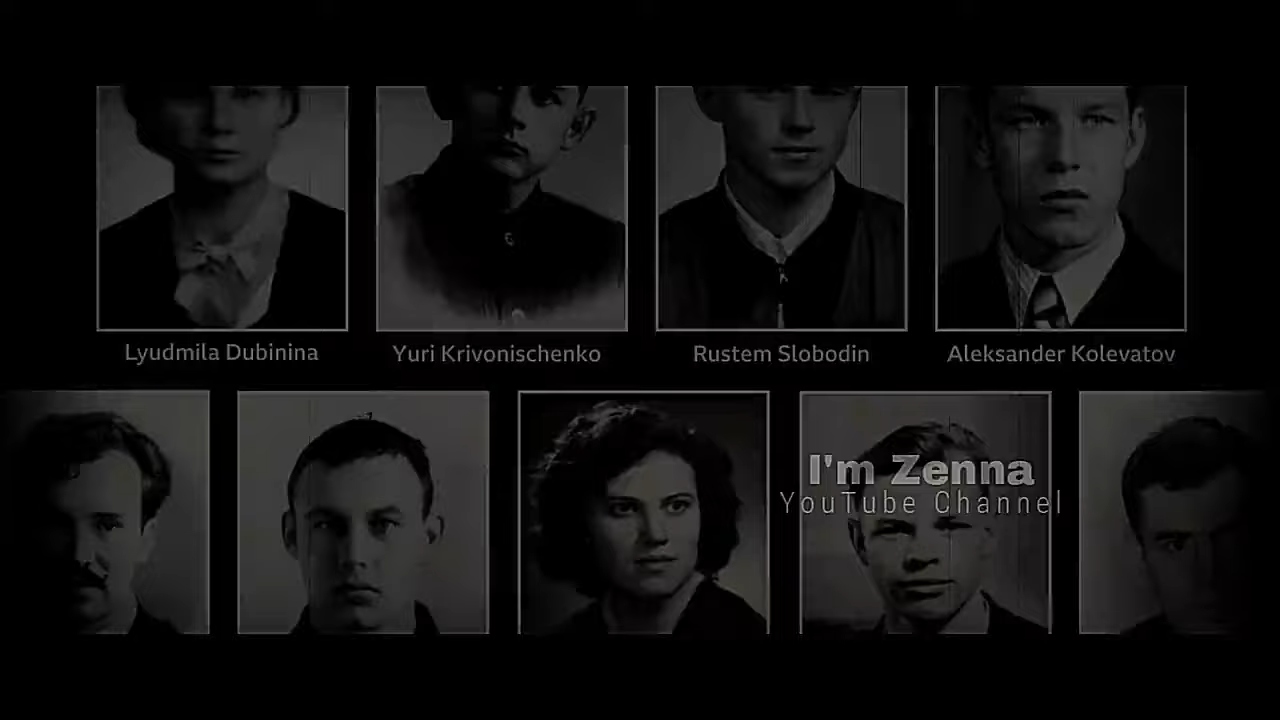 Lyudmila Dubinina
Yuri Krivonischenko
Rustem Slobodin
Aleksander Kolevatov
I'm Zenna
YouTube Channel